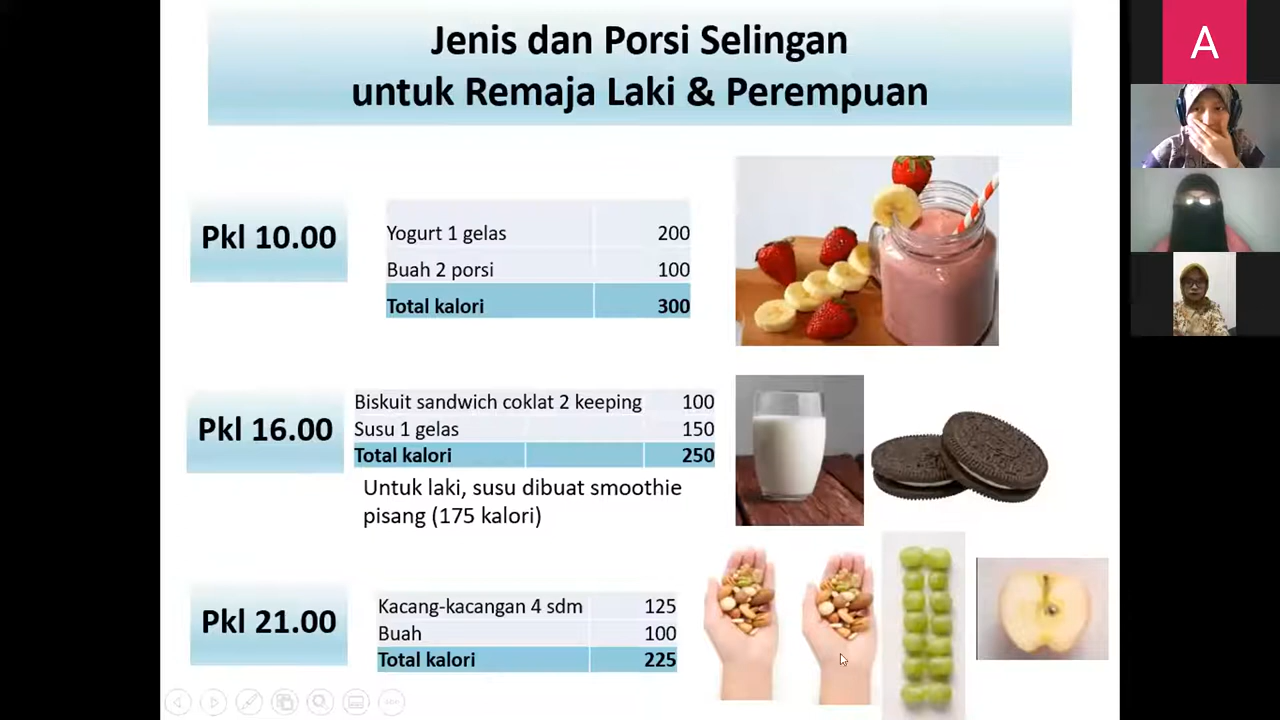 Jenis dan Porsi Selingan
untuk Remaja Laki & Perempuan
A
Pkl 10.00
Yogurt 1 gelas 200
Buah 2 porsi 100
Total kalori 300
Pkl 16.00
Biskuit sandwich coklat 2 keeping 100
Susu 1 gelas 150
Total kalori 250
Untuk laki, susu dibuat smoothie
pisang (175 kalori)
Pkl 21.00
Kacang-kacangan 4 sdm 125
Buah 100
Total kalori 225